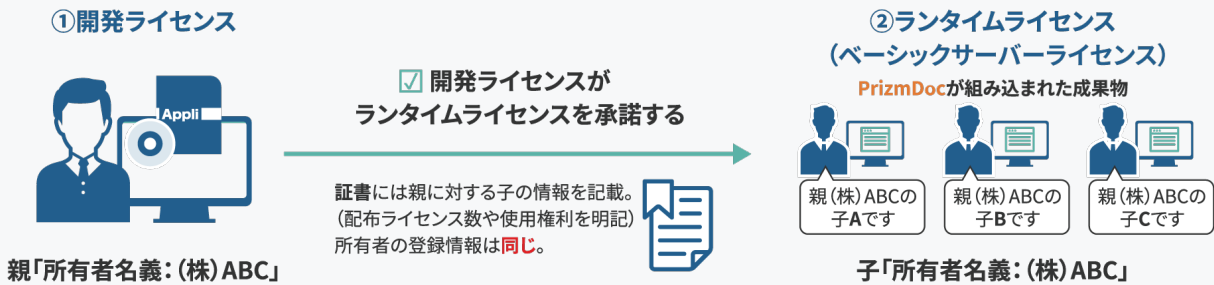 ①開発ライセンス
Appli
親「所有者名義：（株）ABC」
☑ 開発ライセンスが
ランタイムライセンスを承諾する
証書には親に対する子の情報を記載。
（配布ライセンス数や使用権利を明記）
所有者の登録情報は同じ。
②ランタイムライセンス
（ベーシックサーバーライセンス）
PrizmDocが組み込まれた成果物
親（株）ABCの
子Aです
親（株）ABCの
子Bです
親（株）ABCの
子Cです
子「所有者名義：（株）ABC」